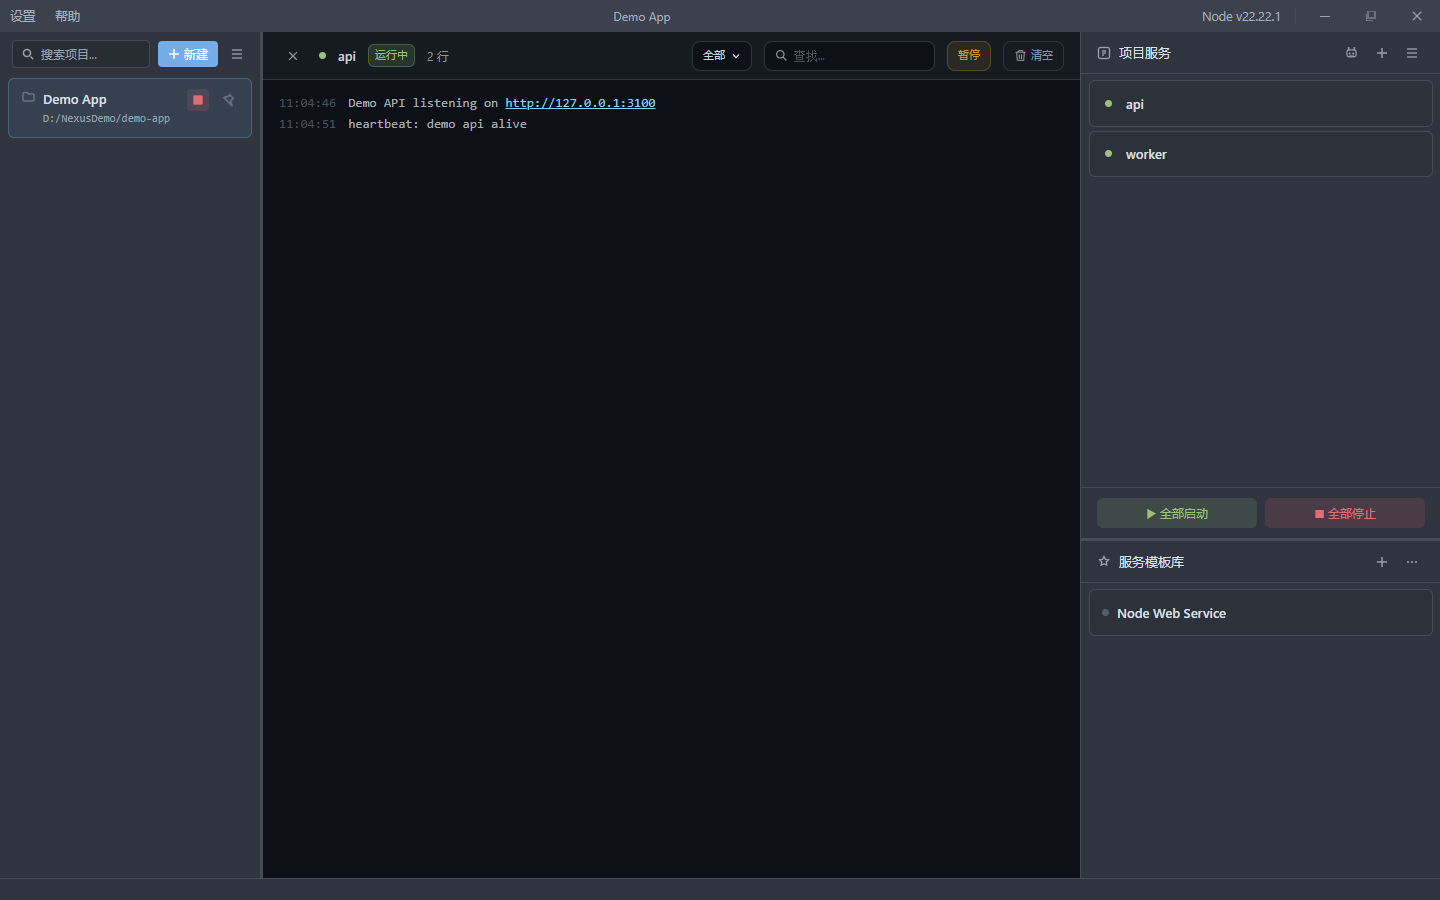 设置 帮助 Demo App Node v22.22.1
搜索项目... 新建
Demo App
D:/NexusDemo/demo-app
api 运行中 2 行 全部 查找... 暂停 清空
11:04:46 Demo API listening on http://127.0.0.1:3100
11:04:51 heartbeat: demo api alive
项目服务
api
worker
全部启动 全部停止
服务模板库
Node Web Service